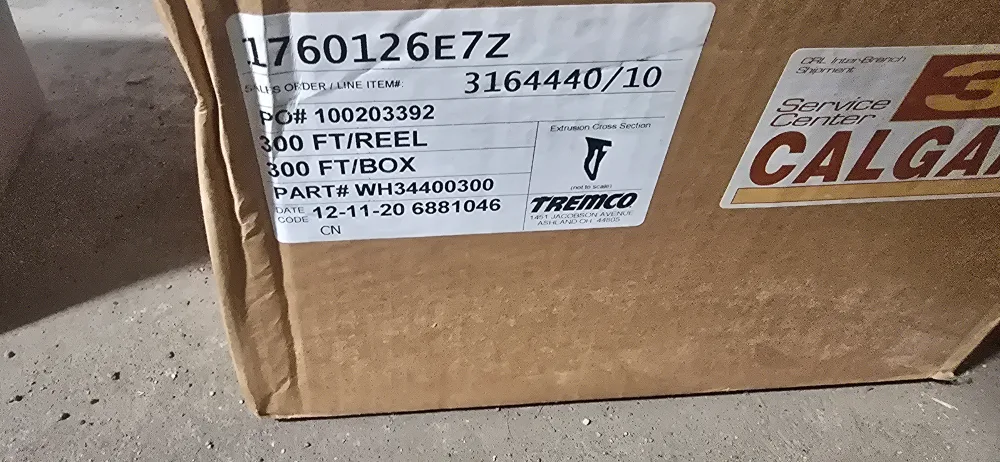 1760126E7Z
SALES ORDER / LINE ITEM#: 3164440/10
PO# 100203392
300 FT/REEL
300 FT/BOX
PART# WH34400300
DATE CODE 12-11-20 6881046
CN
Extrusion Cross Section
(not to scale)
TREMCO
1451 JACOBSON AVENUE
ASHLAND OH. 44805
CRL Inter-Branch
Shipment
3
Service
Center
CALGA